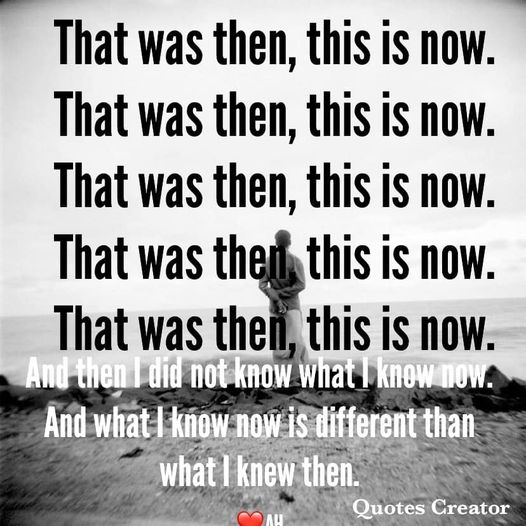 That was then, this is now.
That was then, this is now.
That was then, this is now.
That was then, this is now.
That was then, this is now.
And then I did not know what I know now.
And what I know now is different than
what I knew then.
❤AH
Quotes Creator